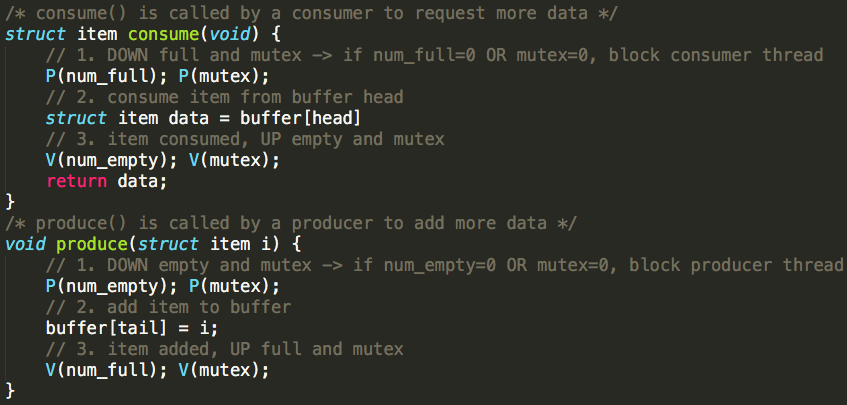 /* consume() is called by a consumer to request more data */
struct item consume(void) {
    // 1. DOWN full and mutex —> if num_full=0 OR mutex=0, block consumer thread
    P(num_full); P(mutex);
    // 2. consume item from buffer head
    struct item data = buffer[head]
    // 3. item consumed, UP empty and mutex
    V(num_empty); V(mutex);
    return data;
}
/* produce() is called by a producer to add more data */
void produce(struct item i) {
    // 1. DOWN empty and mutex —> if num_empty=0 OR mutex=0, block producer thread
    P(num_empty); P(mutex);
    // 2. add item to buffer
    buffer[tail] = i;
    // 3. item added, UP full and mutex
    V(num_full); V(mutex);
}